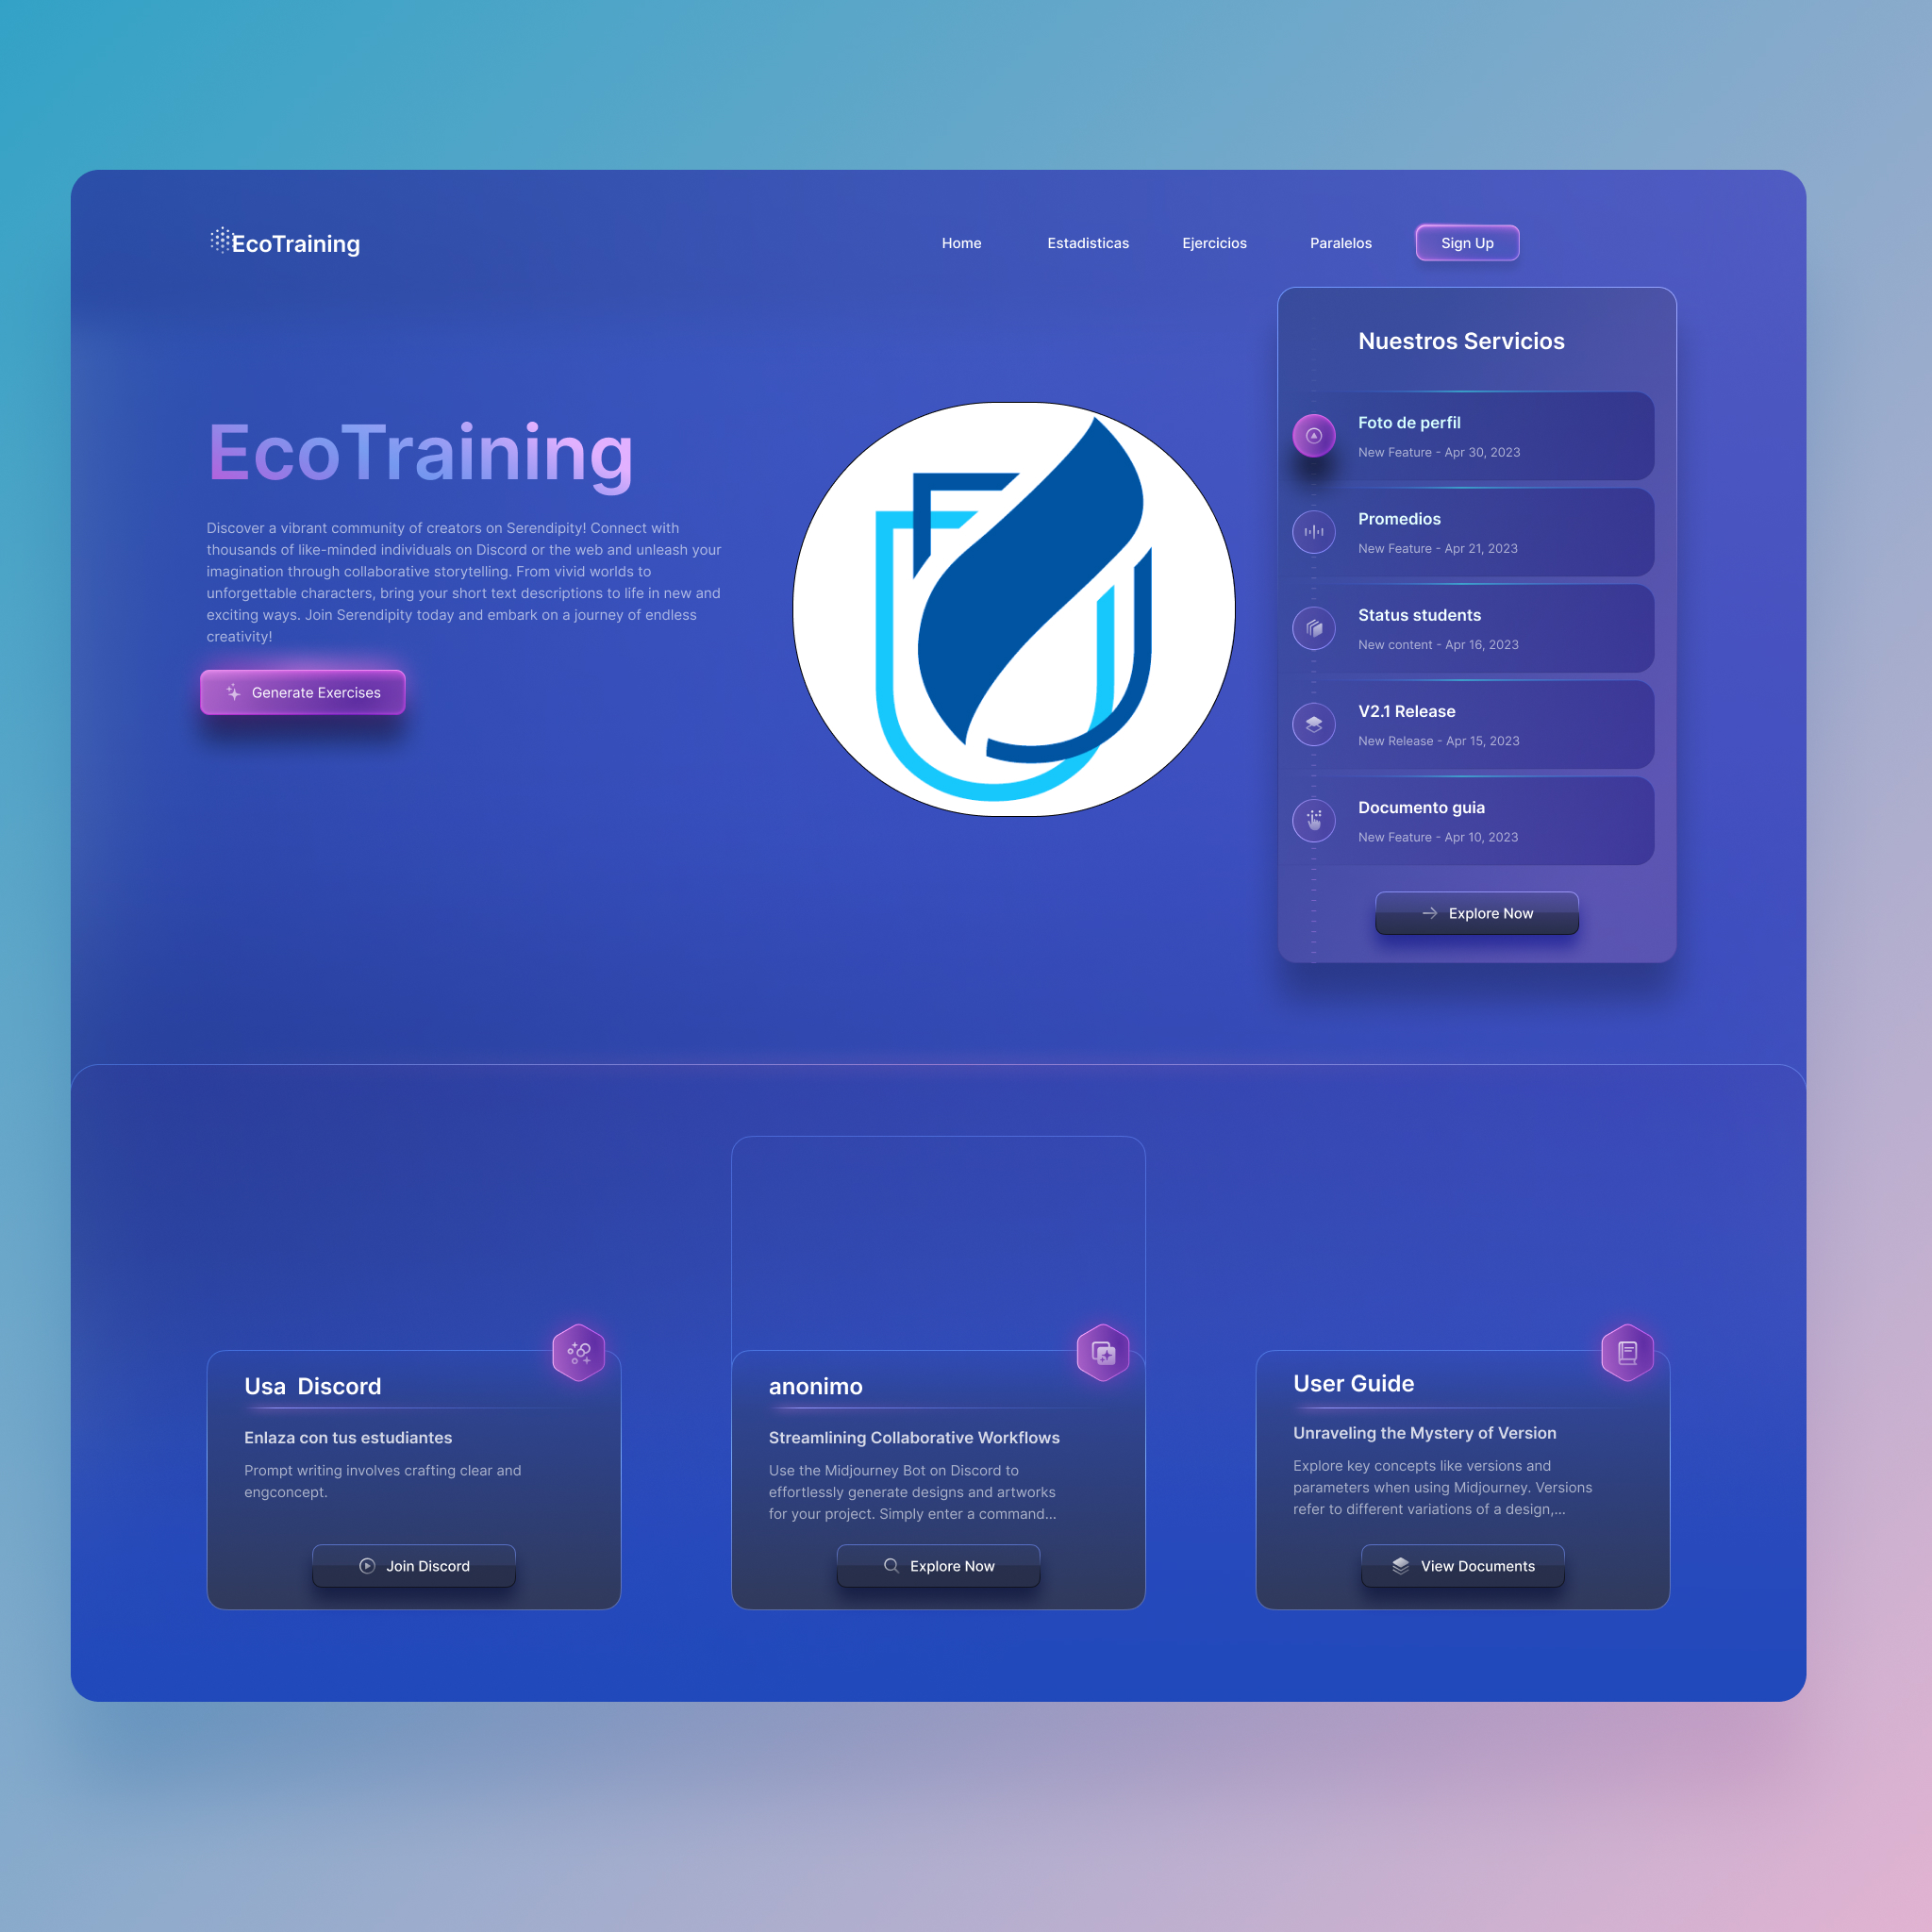 EcoTraining
Home
Estadisticas
Ejercicios
Paralelos
Sign Up
EcoTraining
Discover a vibrant community of creators on Serendipity! Connect with
thousands of like-minded individuals on Discord or the web and unleash your
imagination through collaborative storytelling. From vivid worlds to
unforgettable characters, bring your short text descriptions to life in new and
exciting ways. Join Serendipity today and embark on a journey of endless
creativity!
Generate Exercises
Nuestros Servicios
Foto de perfil
New Feature - Apr 30, 2023
Promedios
New Feature - Apr 21, 2023
Status students
New content - Apr 16, 2023
V2.1 Release
New Release - Apr 15, 2023
Documento guia
New Feature - Apr 10, 2023
Explore Now
Usa Discord
Enlaza con tus estudiantes
Prompt writing involves crafting clear and
engconcept.
Join Discord
anonimo
Streamlining Collaborative Workflows
Use the Midjourney Bot on Discord to
effortlessly generate designs and artworks
for your project. Simply enter a command...
Explore Now
User Guide
Unraveling the Mystery of Version
Explore key concepts like versions and
parameters when using Midjourney. Versions
refer to different variations of a design,...
View Documents